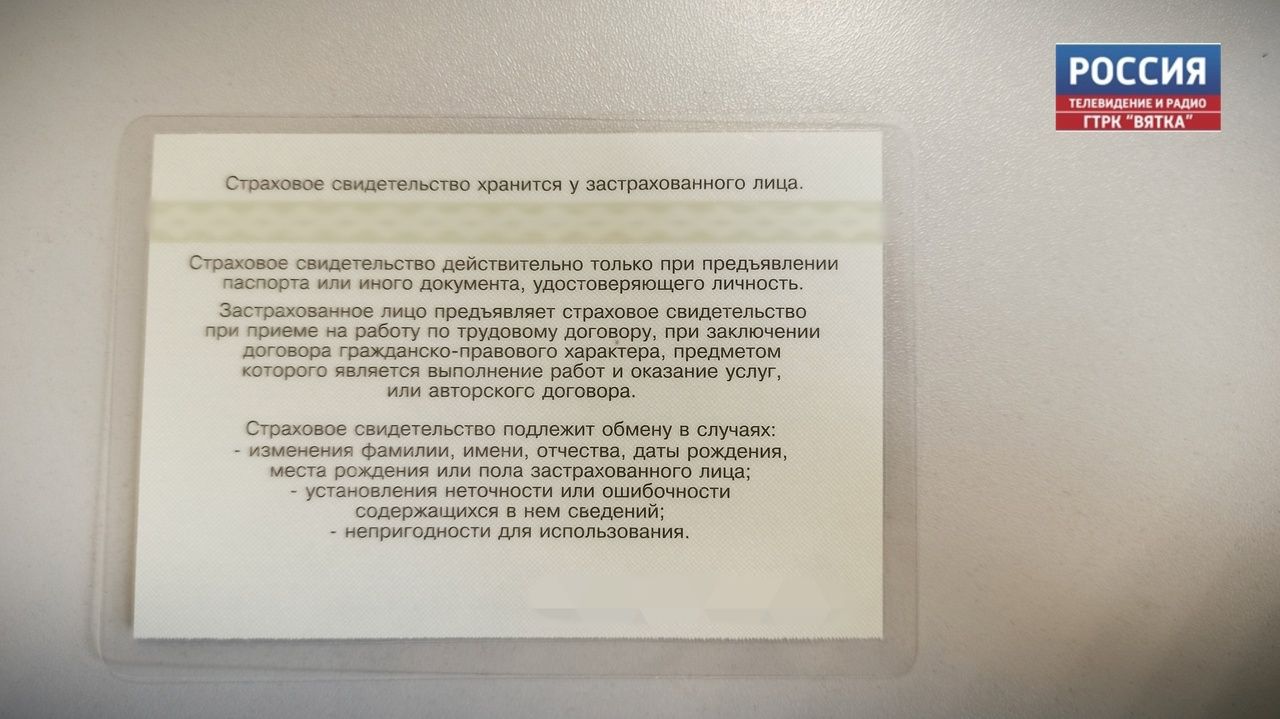 РОССИЯ
ТЕЛЕВИДЕНИЕ И РАДИО
ГТРК "ВЯТКА"
Страховое свидетельство хранится у застрахованного лица.
Страховое свидетельство действительно только при предъявлении
паспорта или иного документа, удостоверяющего личность.
Застрахованное лицо предъявляет страховое свидетельство
при приеме на работу по трудовому договору, при заключении
договора гражданско-правового характера, предметом
которого является выполнение работ и оказание услуг,
или авторского договора.
Страховое свидетельство подлежит обмену в случаях:
- изменения фамилии, имени, отчества, даты рождения,
места рождения или пола застрахованного лица;
- установления неточности или ошибочности
содержащихся в нем сведений;
- непригодности для использования.